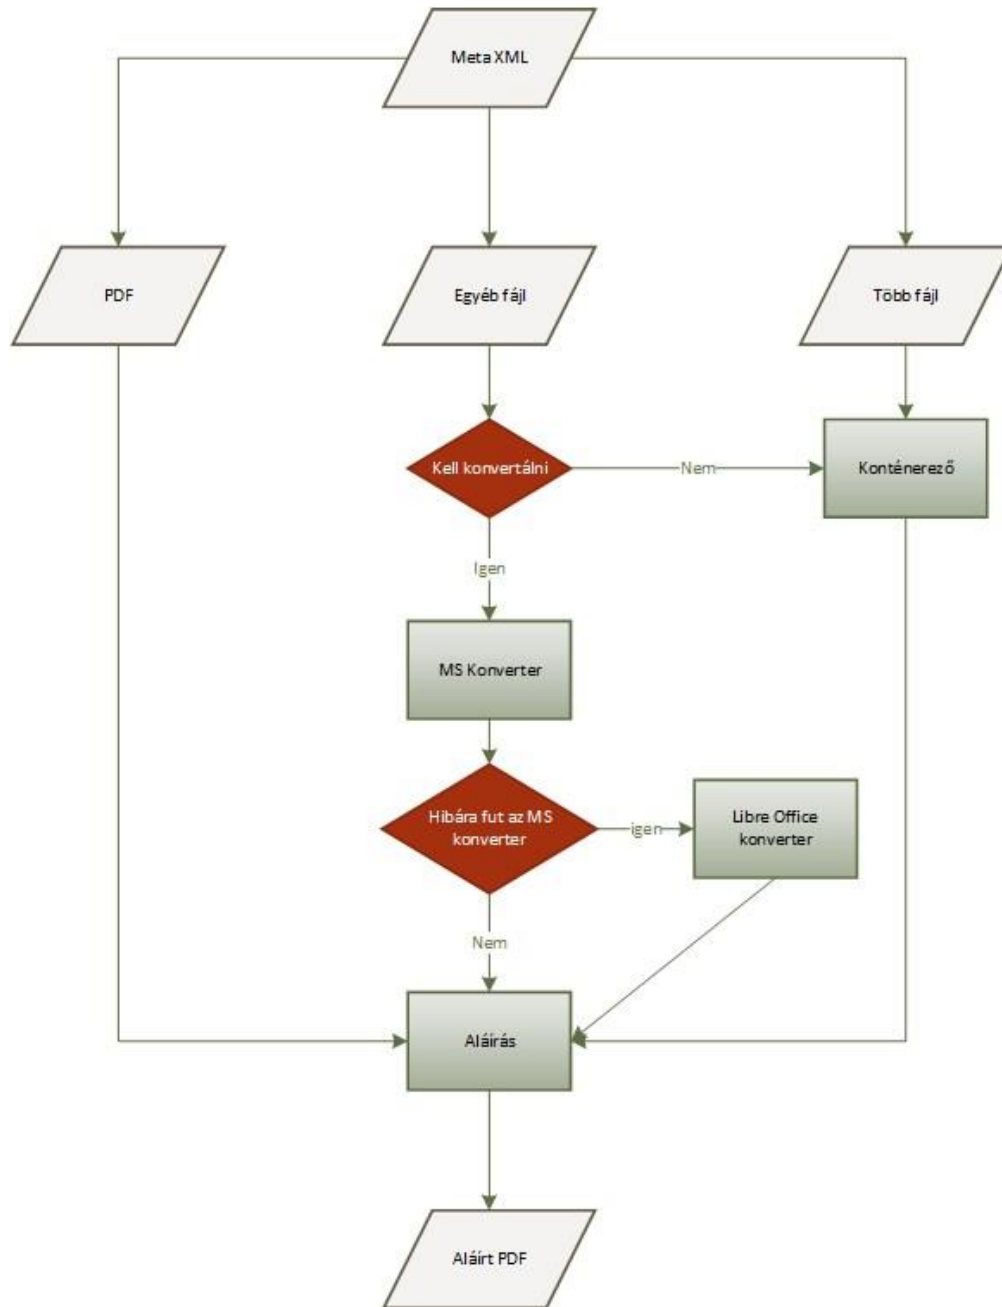 Meta XML
PDF
Egyéb fájl
Több fájl
Kell konvertálni
Nem
Konténerező
Igen
MS Konverter
Hibára fut az MS
konverter
igen
Libre Office
konverter
Nem
Aláírás
Aláírt PDF